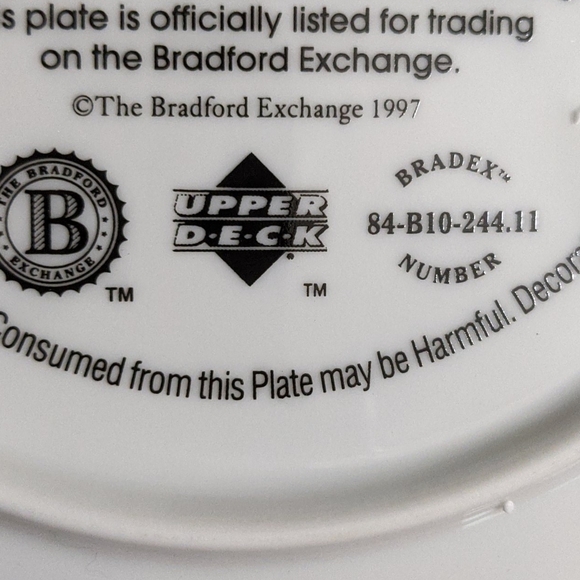 s plate is officially listed for trading
on the Bradford Exchange.
©The Bradford Exchange 1997
THE BRADFORD
B
EXCHANGE
TM
UPPER
D·E·C·K
®
TM
BRADEX™
84-B10-244.11
NUMBER
Consumed from this Plate may be Harmful. Decora